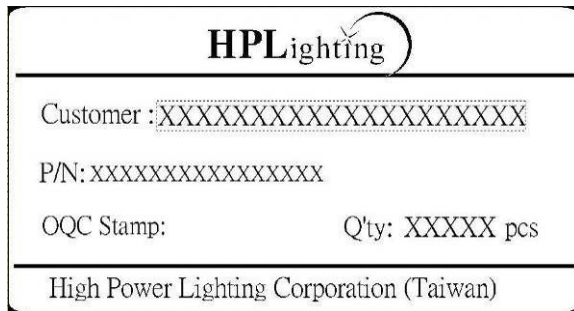 HPLighting
Customer : XXXXXXXXXXXXXXXXXXXX
P/N: XXXXXXXXXXXXXXXX
OQC Stamp: Q'ty: XXXXX pcs
High Power Lighting Corporation (Taiwan)